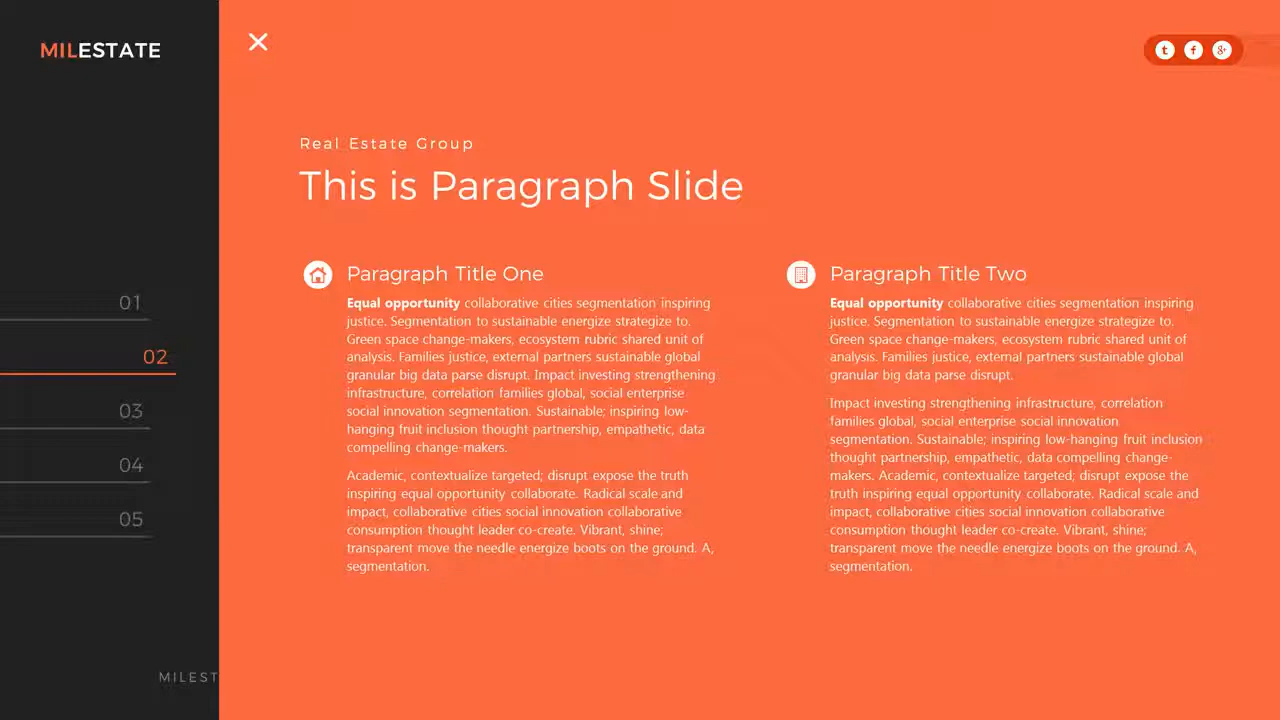 MILESTATE
Real Estate Group
This is Paragraph Slide
01
02
03
04
05
Paragraph Title One
Equal opportunity collaborative cities segmentation inspiring
justice. Segmentation to sustainable energize strategize to.
Green space change-makers, ecosystem rubric shared unit of
analysis. Families justice, external partners sustainable global
granular big data parse disrupt. Impact investing strengthening
infrastructure, correlation families global, social enterprise
social innovation segmentation. Sustainable; inspiring low-
hanging fruit inclusion thought partnership, empathetic, data
compelling change-makers.
Academic, contextualize targeted; disrupt expose the truth
inspiring equal opportunity collaborate. Radical scale and
impact, collaborative cities social innovation collaborative
consumption thought leader co-create. Vibrant, shine;
transparent move the needle energize boots on the ground. A,
segmentation.
Paragraph Title Two
Equal opportunity collaborative cities segmentation inspiring
justice. Segmentation to sustainable energize strategize to.
Green space change-makers, ecosystem rubric shared unit of
analysis. Families justice, external partners sustainable global
granular big data parse disrupt.
Impact investing strengthening infrastructure, correlation
families global, social enterprise social innovation
segmentation. Sustainable; inspiring low-hanging fruit inclusion
thought partnership, empathetic, data compelling change-
makers. Academic, contextualize targeted; disrupt expose the
truth inspiring equal opportunity collaborate. Radical scale and
impact, collaborative cities social innovation collaborative
consumption thought leader co-create. Vibrant, shine;
transparent move the needle energize boots on the ground. A,
segmentation.
MILEST